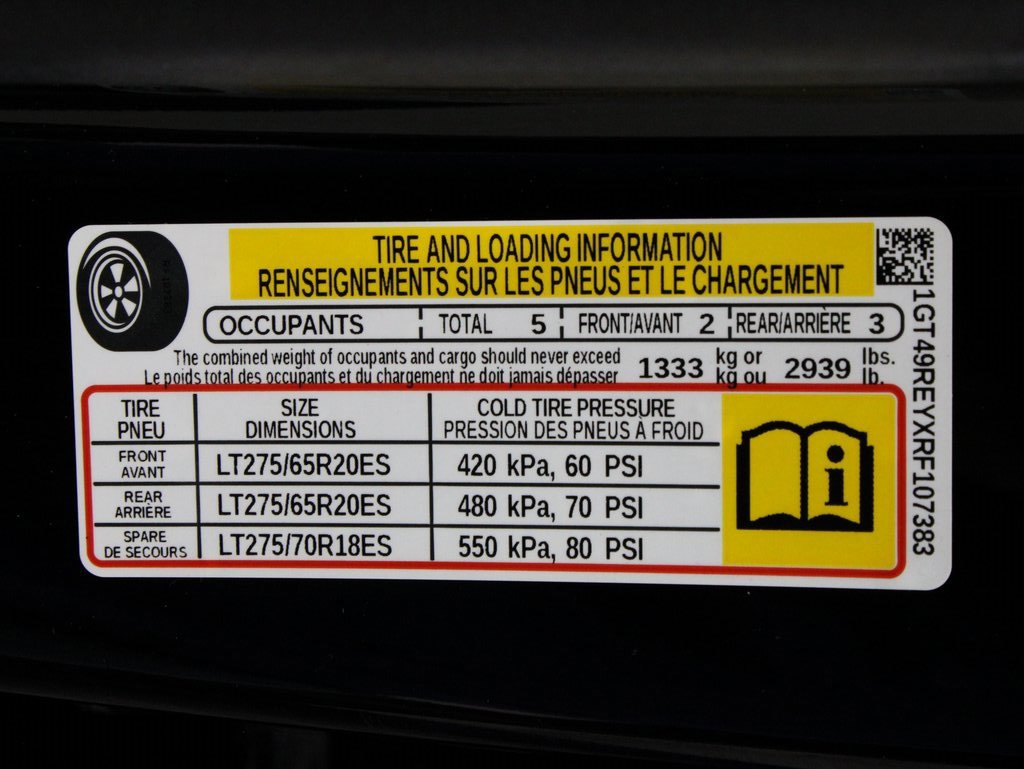 TIRE AND LOADING INFORMATION
RENSEIGNEMENTS SUR LES PNEUS ET LE CHARGEMENT
OCCUPANTS TOTAL 5 FRONT/AVANT 2 REAR/ARRIÈRE 3
The combined weight of occupants and cargo should never exceed 1333 kg or 2939 lbs.
Le poids total des occupants et du chargement ne doit jamais dépasser kg ou lb.
TIRE SIZE COLD TIRE PRESSURE
PNEU DIMENSIONS PRESSION DES PNEUS À FROID
FRONT
AVANT LT275/65R20ES 420 kPa, 60 PSI
REAR
ARRIÈRE LT275/65R20ES 480 kPa, 70 PSI
SPARE
DE SECOURS LT275/70R18ES 550 kPa, 80 PSI
i
1GT49REYXRF107383